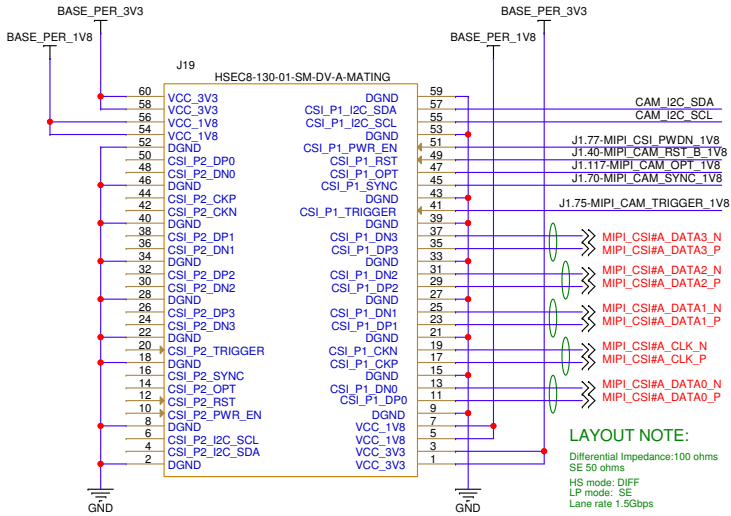 BASE_PER_3V3
BASE_PER_1V8
BASE_PER_3V3
BASE_PER_1V8
J19
HSEC8-130-01-SM-DV-A-MATING
60 VCC_3V3 DGND 59
58 VCC_3V3 CSI_P1_I2C_SDA 57 CAM_I2C_SDA
56 VCC_1V8 CSI_P1_I2C_SCL 55 CAM_I2C_SCL
54 VCC_1V8 DGND 53
52 DGND CSI_P1_PWR_EN 51 J1.77-MIPI_CSI_PWDN_1V8
50 CSI_P2_DP0 CSI_P1_RST 49 J1.40-MIPI_CAM_RST_B_1V8
48 CSI_P2_DN0 CSI_P1_OPT 47 J1.117-MIPI_CAM_OPT_1V8
46 DGND CSI_P1_SYNC 45 J1.70-MIPI_CAM_SYNC_1V8
44 CSI_P2_CKP DGND 43
42 CSI_P2_CKN CSI_P1_TRIGGER 41 J1.75-MIPI_CAM_TRIGGER_1V8
40 DGND DGND 39
38 CSI_P2_DP1 CSI_P1_DN3 37 MIPI_CSI#A_DATA3_N
36 CSI_P2_DN1 CSI_P1_DP3 35 MIPI_CSI#A_DATA3_P
34 DGND DGND 33
32 CSI_P2_DP2 CSI_P1_DN2 31 MIPI_CSI#A_DATA2_N
30 CSI_P2_DN2 CSI_P1_DP2 29 MIPI_CSI#A_DATA2_P
28 DGND DGND 27
26 CSI_P2_DP3 CSI_P1_DN1 25 MIPI_CSI#A_DATA1_N
24 CSI_P2_DN3 CSI_P1_DP1 23 MIPI_CSI#A_DATA1_P
22 DGND DGND 21
20 CSI_P2_TRIGGER CSI_P1_CKN 19 MIPI_CSI#A_CLK_N
18 DGND CSI_P1_CKP 17 MIPI_CSI#A_CLK_P
16 CSI_P2_SYNC DGND 15
14 CSI_P2_OPT CSI_P1_DN0 13 MIPI_CSI#A_DATA0_N
12 CSI_P2_RST CSI_P1_DP0 11 MIPI_CSI#A_DATA0_P
10 CSI_P2_PWR_EN DGND 9
8 DGND VCC_1V8 7
6 CSI_P2_I2C_SCL VCC_1V8 5
4 CSI_P2_I2C_SDA VCC_3V3 3
2 DGND VCC_3V3 1
GND
GND
LAYOUT NOTE:
Differential Impedance:100 ohms
SE 50 ohms
HS mode: DIFF
LP mode: SE
Lane rate 1.5Gbps